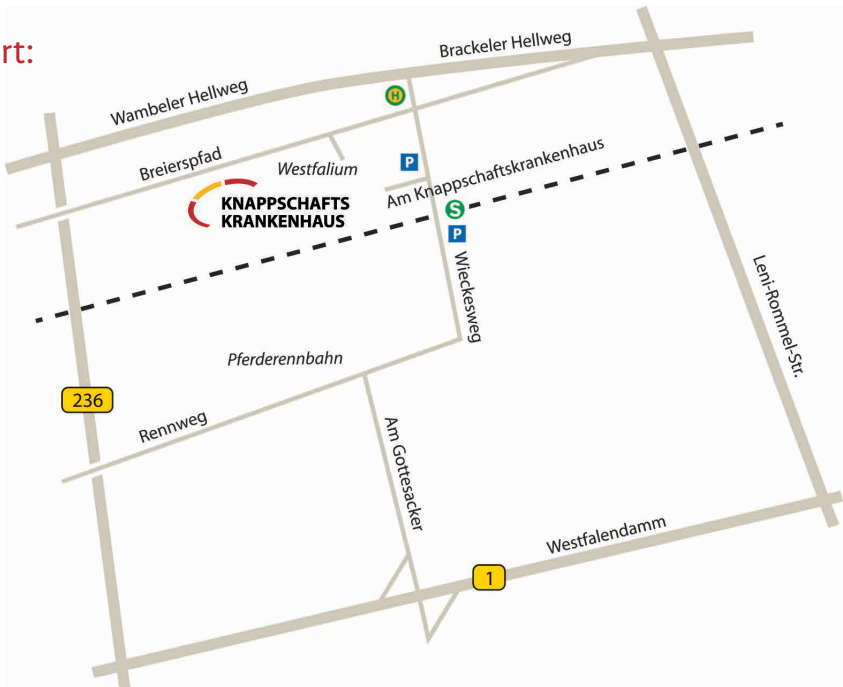 rt:
Brackeler Hellweg
Wambeler Hellweg
H
Breierspfad
Westfalium
P
Am Knappschaftskrankenhaus
KNAPPSCHAFTS
KRANKENHAUS
S
P
Wieckesweg
Leni-Rommel-Str.
Pferderennbahn
236
Rennweg
Am Gottesacker
Westfalendamm
1